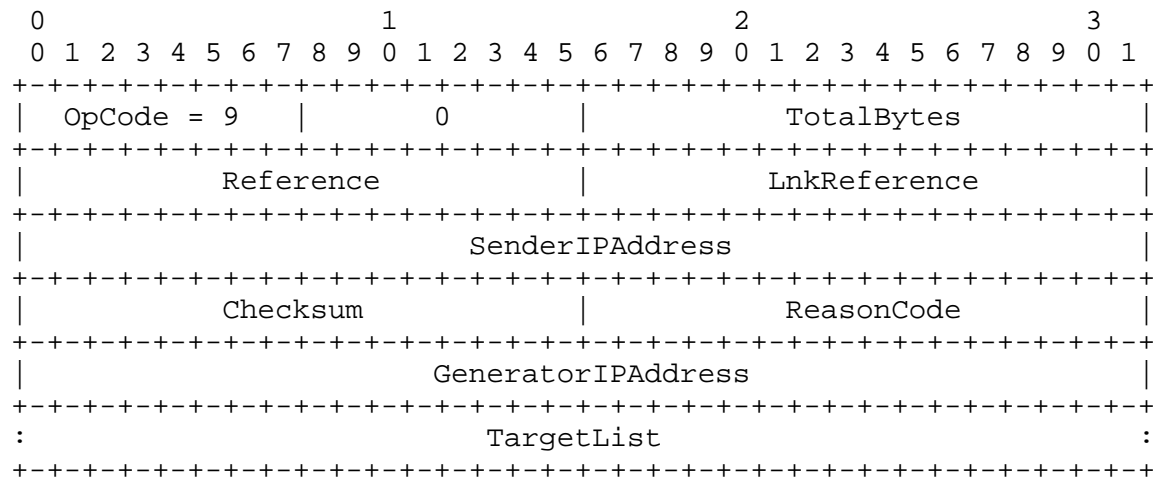 0                   1                   2                   3
 0 1 2 3 4 5 6 7 8 9 0 1 2 3 4 5 6 7 8 9 0 1 2 3 4 5 6 7 8 9 0 1
+-+-+-+-+-+-+-+-+-+-+-+-+-+-+-+-+-+-+-+-+-+-+-+-+-+-+-+-+-+-+-+-+
|  OpCode = 9   |       0       |           TotalBytes          |
+-+-+-+-+-+-+-+-+-+-+-+-+-+-+-+-+-+-+-+-+-+-+-+-+-+-+-+-+-+-+-+-+
|           Reference           |          LnkReference         |
+-+-+-+-+-+-+-+-+-+-+-+-+-+-+-+-+-+-+-+-+-+-+-+-+-+-+-+-+-+-+-+-+
|                         SenderIPAddress                       |
+-+-+-+-+-+-+-+-+-+-+-+-+-+-+-+-+-+-+-+-+-+-+-+-+-+-+-+-+-+-+-+-+
|           Checksum            |           ReasonCode          |
+-+-+-+-+-+-+-+-+-+-+-+-+-+-+-+-+-+-+-+-+-+-+-+-+-+-+-+-+-+-+-+-+
|                       GeneratorIPAddress                      |
+-+-+-+-+-+-+-+-+-+-+-+-+-+-+-+-+-+-+-+-+-+-+-+-+-+-+-+-+-+-+-+-+
:                          TargetList                           :
+-+-+-+-+-+-+-+-+-+-+-+-+-+-+-+-+-+-+-+-+-+-+-+-+-+-+-+-+-+-+-+-+